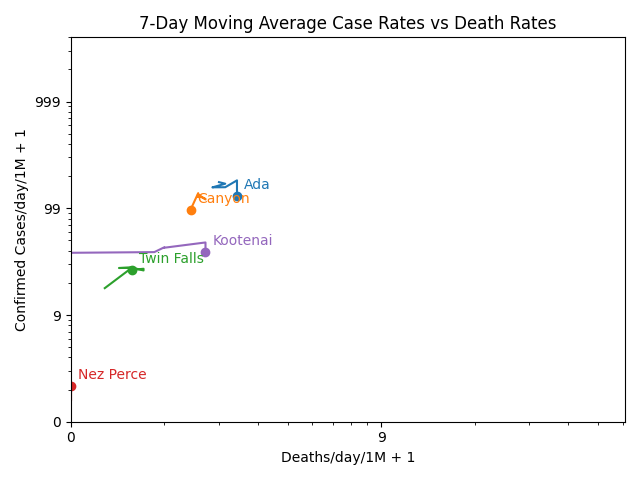 7-Day Moving Average Case Rates vs Death Rates
999
Ada
Canyon
99
Kootenai
Twin Falls
9
Nez Perce
0
0
9
Confirmed Cases/day/1M + 1
Deaths/day/1M + 1